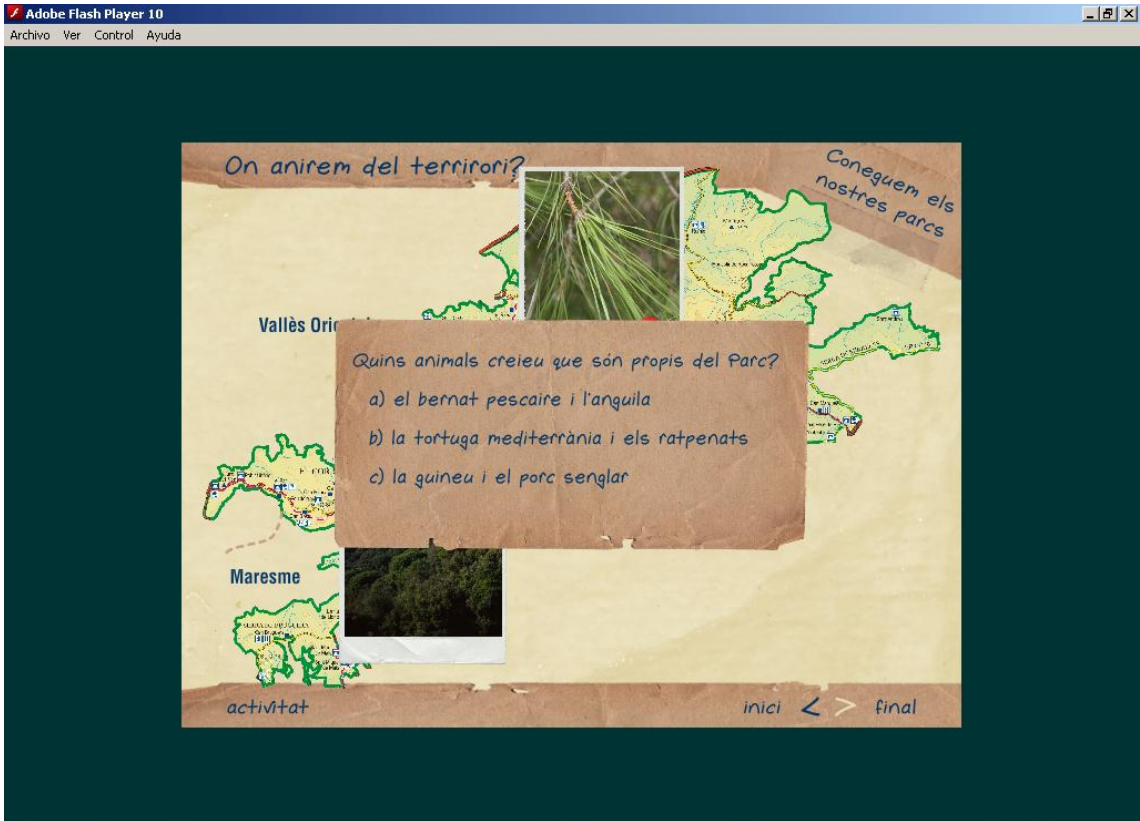 Adobe Flash Player 10
Archivo Ver Control Ayuda
On anirem del terrirori?
Coneguem els
nostres parcs
Vallès Ori
Quins animals creieu que són propis del Parc?
a) el bernat pescaire i l'anguila
b) la tortuga mediterrània i els ratpenats
c) la guineu i el porc senglar
Maresme
activitat
inici < > final